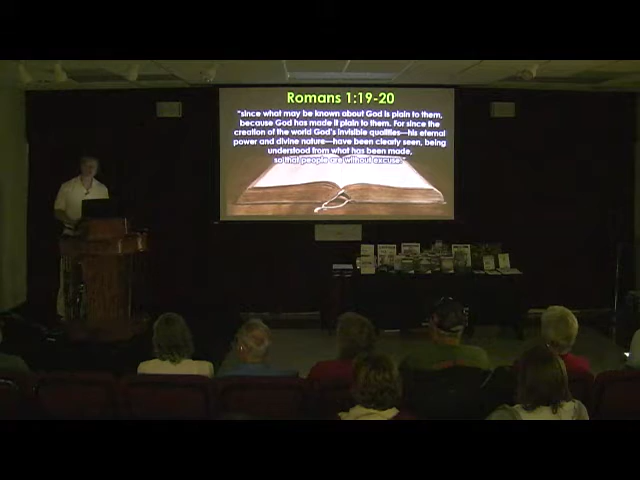 Romans 1:19-20
"since what may be known about God is plain to them,
because God has made it plain to them. For since the
creation of the world God's invisible qualities—his eternal
power and divine nature—have been clearly seen, being
understood from what has been made,
so that people are without excuse."